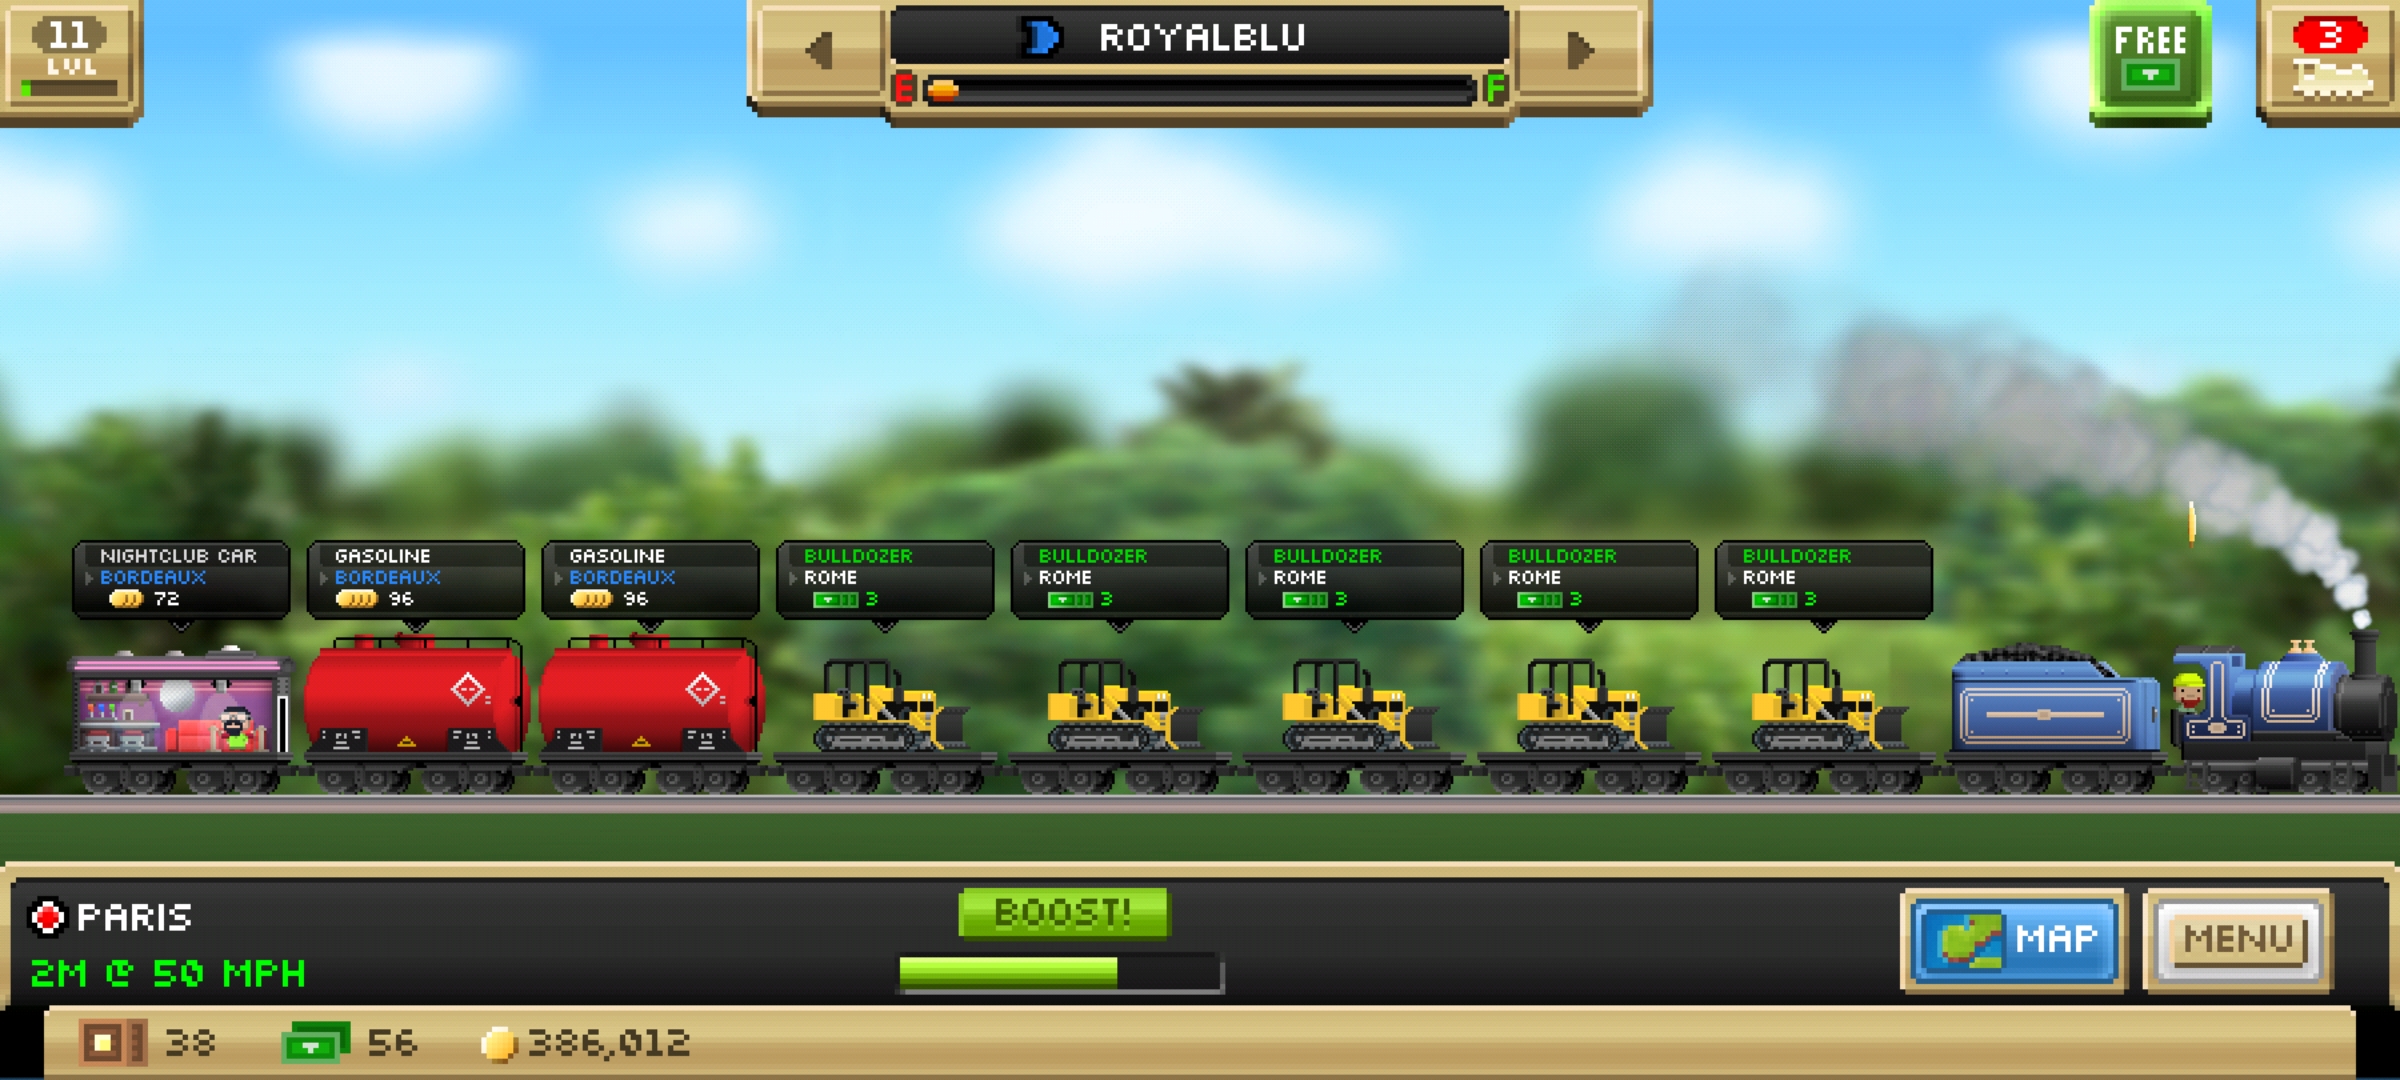 11
LVL
ROYALBLU
E
F
FREE
3
NIGHTCLUB CAR
BORDEAUX
72
GASOLINE
BORDEAUX
96
GASOLINE
BORDEAUX
96
BULLDOZER
ROME
3
BULLDOZER
ROME
3
BULLDOZER
ROME
3
BULLDOZER
ROME
3
BULLDOZER
ROME
3
PARIS
2M @ 50 MPH
BOOST!
MAP
MENU
38
56
386,012